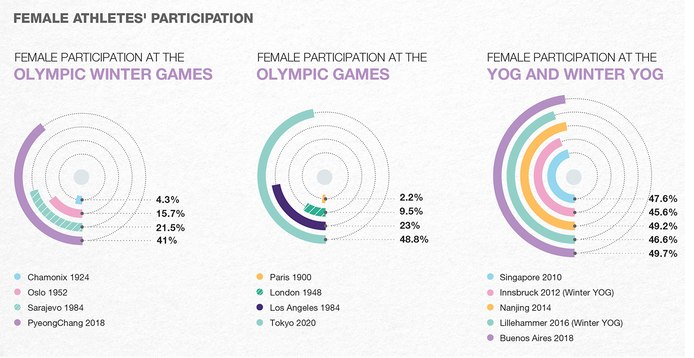 FEMALE ATHLETES' PARTICIPATION
FEMALE PARTICIPATION AT THE
OLYMPIC WINTER GAMES
4.3%
15.7%
21.5%
41%
Chamonix 1924
Oslo 1952
Sarajevo 1984
PyeongChang 2018
FEMALE PARTICIPATION AT THE
OLYMPIC GAMES
2.2%
9.5%
23%
48.8%
Paris 1900
London 1948
Los Angeles 1984
Tokyo 2020
FEMALE PARTICIPATION AT THE
YOG AND WINTER YOG
47.6%
45.6%
49.2%
46.6%
49.7%
Singapore 2010
Innsbruck 2012 (Winter YOG)
Nanjing 2014
Lillehammer 2016 (Winter YOG)
Buenos Aires 2018